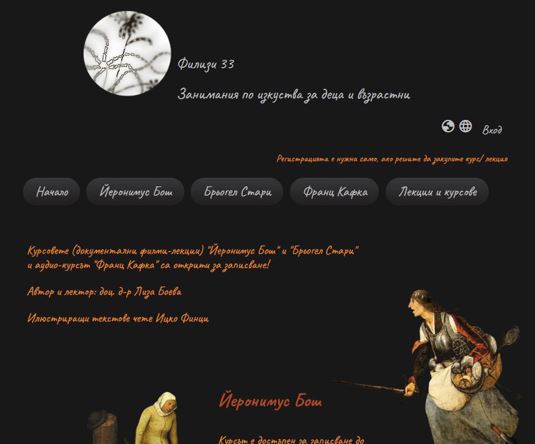 Филизи 33
Занимания по изкуства за деца и възрастни
Вход
Регистрацията е нужна само, ако решите да закупите курс/ лекция
Начало Йеронимус Бош Брьогел Стари Франц Кафка Лекции и курсове
Курсовете (документални филми-лекции) "Йеронимус Бош" и "Брьогел Стари"
и аудио-курсът "Франц Кафка" са открити за записване!
Автор и лектор: доц. д-р Лиза Боева
Илюстриращи текстове чете Ицко Финци
Йеронимус Бош
Курсът е достъпен за записване до